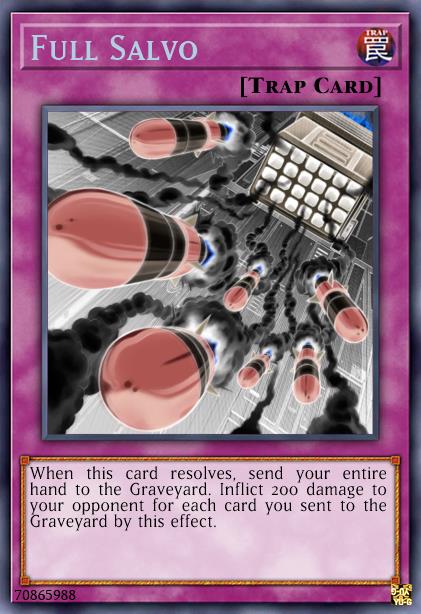 Full Salvo
TRAP
罠
[Trap Card]
When this card resolves, send your entire
hand to the Graveyard. Inflict 200 damage to
your opponent for each card you sent to the
Graveyard by this effect.
70865988